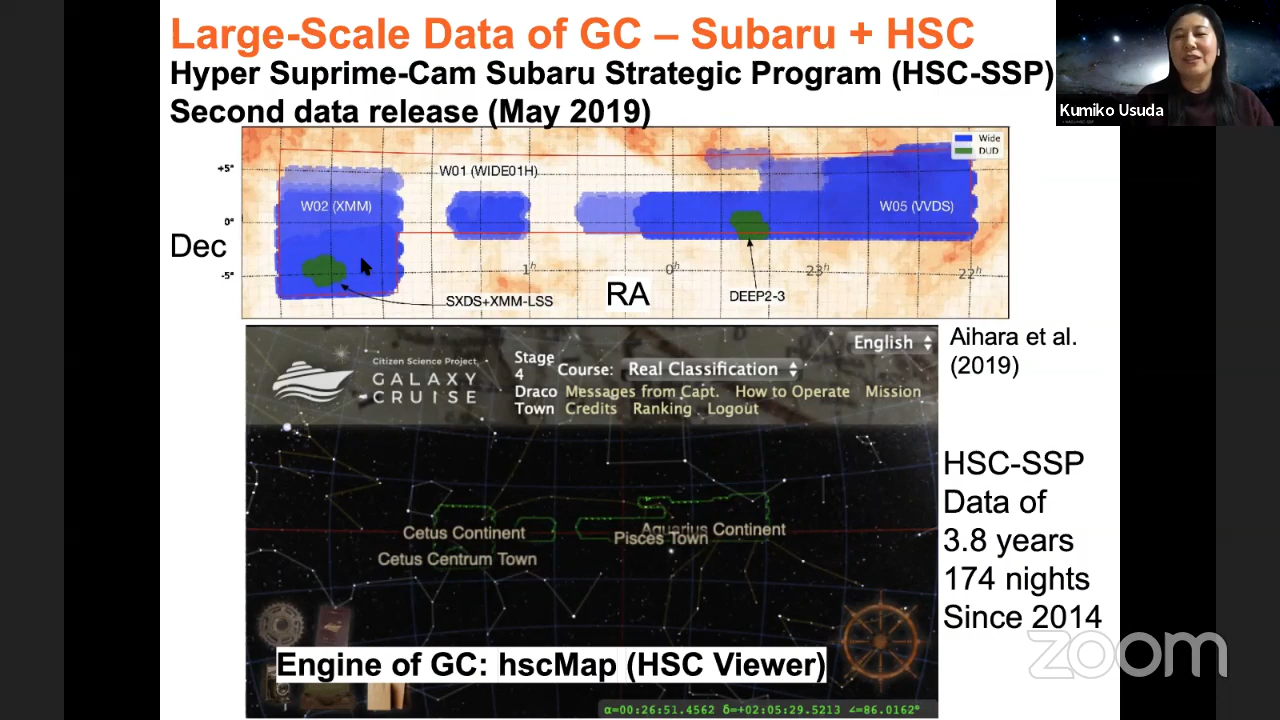 Large-Scale Data of GC – Subaru + HSC
Hyper Suprime-Cam Subaru Strategic Program (HSC-SSP)
Second data release (May 2019)
Kumiko Usuda
Wide
DUD
+5°
0°
-5°
Dec
W02 (XMM)
W01 (WIDE01H)
W05 (VVDS)
1h
0h
23h
22h
SXDS+XMM-LSS
RA
DEEP2-3
Aihara et al.
(2019)
English
Citizen Science Project,
GALAXY
CRUISE
Stage
4
Draco
Town
Course: Real Classification
Messages from Capt. How to Operate Mission
Credits Ranking Logout
Cetus Continent
Cetus Centrum Town
Aquarius Continent
Pisces Town
HSC-SSP
Data of
3.8 years
174 nights
Since 2014
zoom
Engine of GC: hscMap (HSC Viewer)
α=00:26:51.4562 δ=+02:05:29.5213 ∠=86.0162°